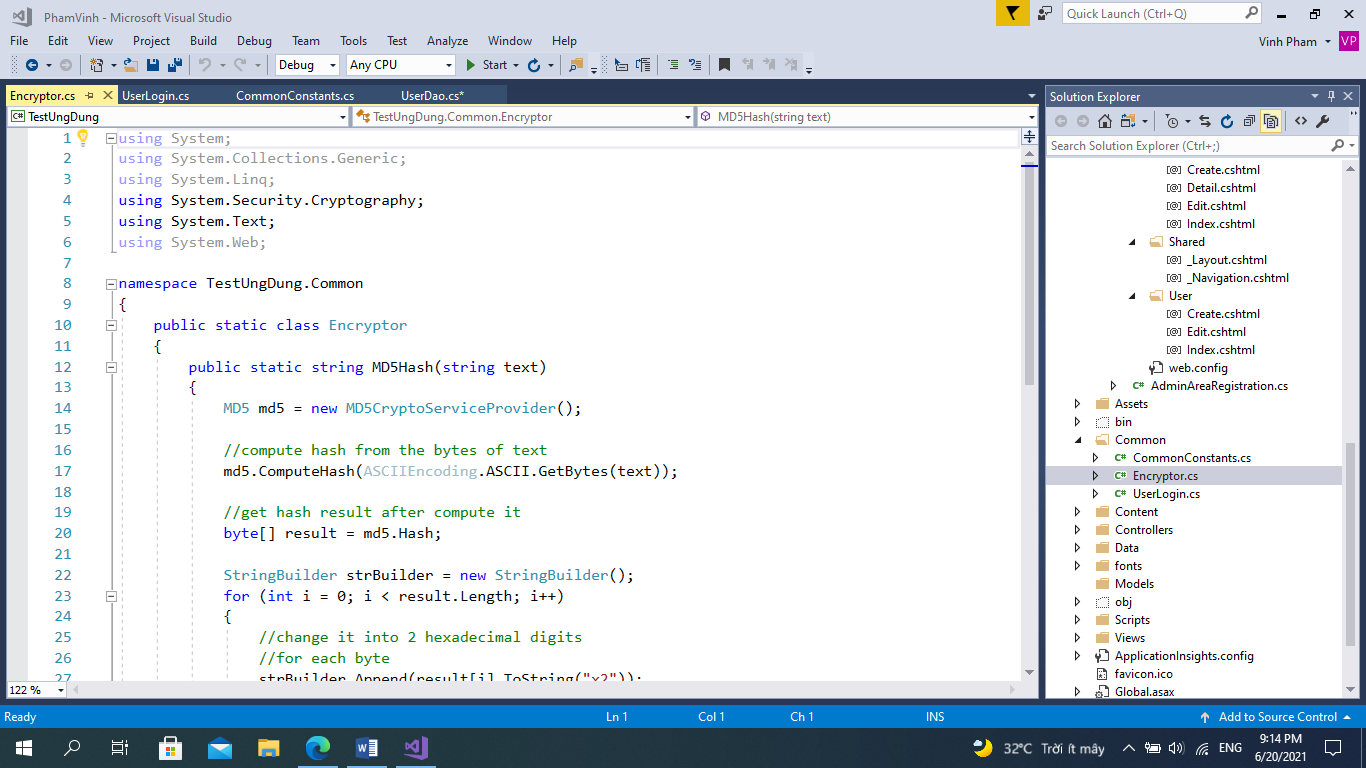 PhamVinh - Microsoft Visual Studio
Quick Launch (Ctrl+Q)
File Edit View Project Build Debug Team Tools Test Analyze Window Help
Vinh Pham VP
Debug Any CPU Start
Encryptor.cs UserLogin.cs CommonConstants.cs UserDao.cs*
TestUngDung TestUngDung.Common.Encryptor MD5Hash(string text)
1 using System;
2 using System.Collections.Generic;
3 using System.Linq;
4 using System.Security.Cryptography;
5 using System.Text;
6 using System.Web;
7
8 namespace TestUngDung.Common
9 {
10 public static class Encryptor
11 {
12 public static string MD5Hash(string text)
13 {
14 MD5 md5 = new MD5CryptoServiceProvider();
15
16 //compute hash from the bytes of text
17 md5.ComputeHash(ASCIIEncoding.ASCII.GetBytes(text));
18
19 //get hash result after compute it
20 byte[] result = md5.Hash;
21
22 StringBuilder strBuilder = new StringBuilder();
23 for (int i = 0; i < result.Length; i++)
24 {
25 //change it into 2 hexadecimal digits
26 //for each byte
27 strBuilder.Append(result[i].ToString("x2"));
122 %
Solution Explorer
Search Solution Explorer (Ctrl+;)
Create.cshtml
Detail.cshtml
Edit.cshtml
Index.cshtml
Shared
_Layout.cshtml
_Navigation.cshtml
User
Create.cshtml
Edit.cshtml
Index.cshtml
web.config
C# AdminAreaRegistration.cs
Assets
bin
Common
C# CommonConstants.cs
C# Encryptor.cs
C# UserLogin.cs
Content
Controllers
Data
fonts
Models
obj
Scripts
Views
ApplicationInsights.config
favicon.ico
Global.asax
Ready Ln 1 Col 1 Ch 1 INS Add to Source Control
32°C Trời ít mây ENG 9:14 PM
6/20/2021